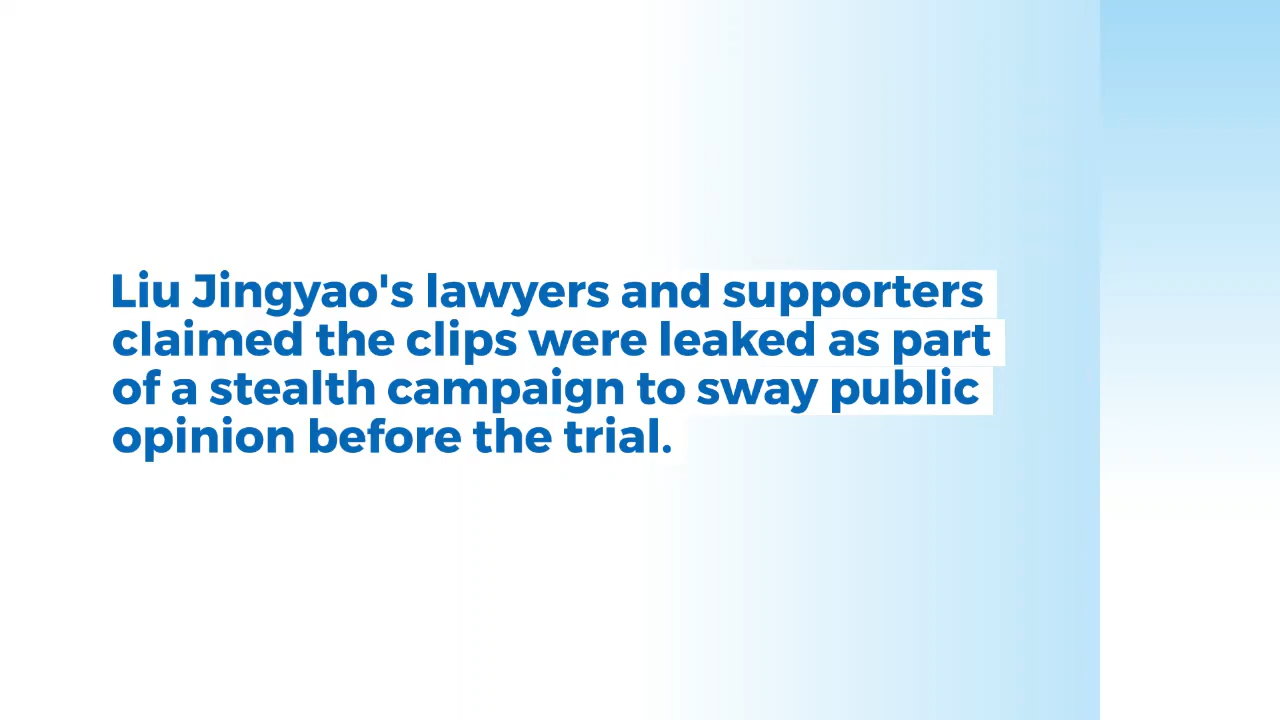 Liu Jingyao's lawyers and supporters
claimed the clips were leaked as part
of a stealth campaign to sway public
opinion before the trial.